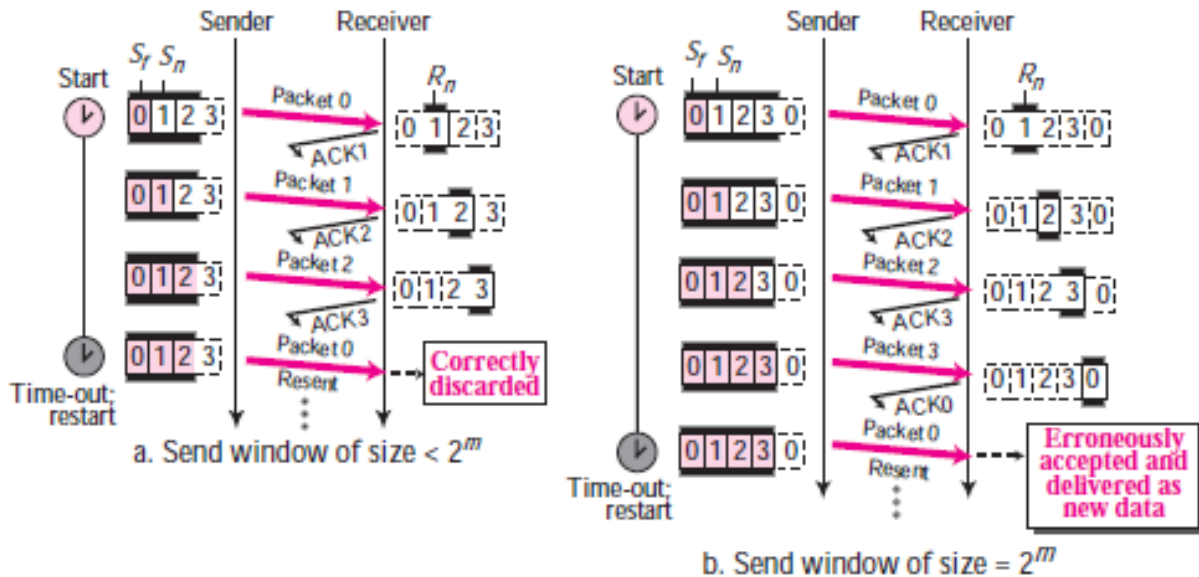 Sender
Receiver
Sf Sn
Start
Rn
0 1 2 3
Packet 0
0 1 2 3
ACK1
0 1 2 3
Packet 1
0 1 2 3
ACK2
0 1 2 3
Packet 2
0 1 2 3
ACK3
0 1 2 3
Packet 0
Resent
Correctly
discarded
Time-out;
restart
a. Send window of size < 2^m
Sender
Receiver
Sf Sn
Start
Rn
0 1 2 3 0
Packet 0
0 1 2 3 0
ACK1
0 1 2 3 0
Packet 1
0 1 2 3 0
ACK2
0 1 2 3 0
Packet 2
0 1 2 3 0
ACK3
0 1 2 3 0
Packet 3
0 1 2 3 0
ACK0
0 1 2 3 0
Packet 0
Resent
Erroneously
accepted and
delivered as
new data
Time-out;
restart
b. Send window of size = 2^m